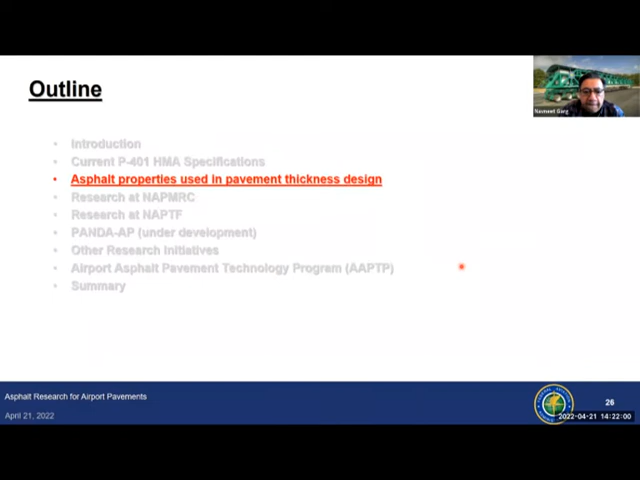 Outline
Navneet Garg
• Introduction
• Current P-401 HMA Specifications
• Asphalt properties used in pavement thickness design
• Research at NAPMRC
• Research at NAPTF
• PANDA-AP (under development)
• Other Research Initiatives
• Airport Asphalt Pavement Technology Program (AAPTP)
• Summary
Asphalt Research for Airport Pavements
April 21, 2022
26
2022-04-21 14:22:00